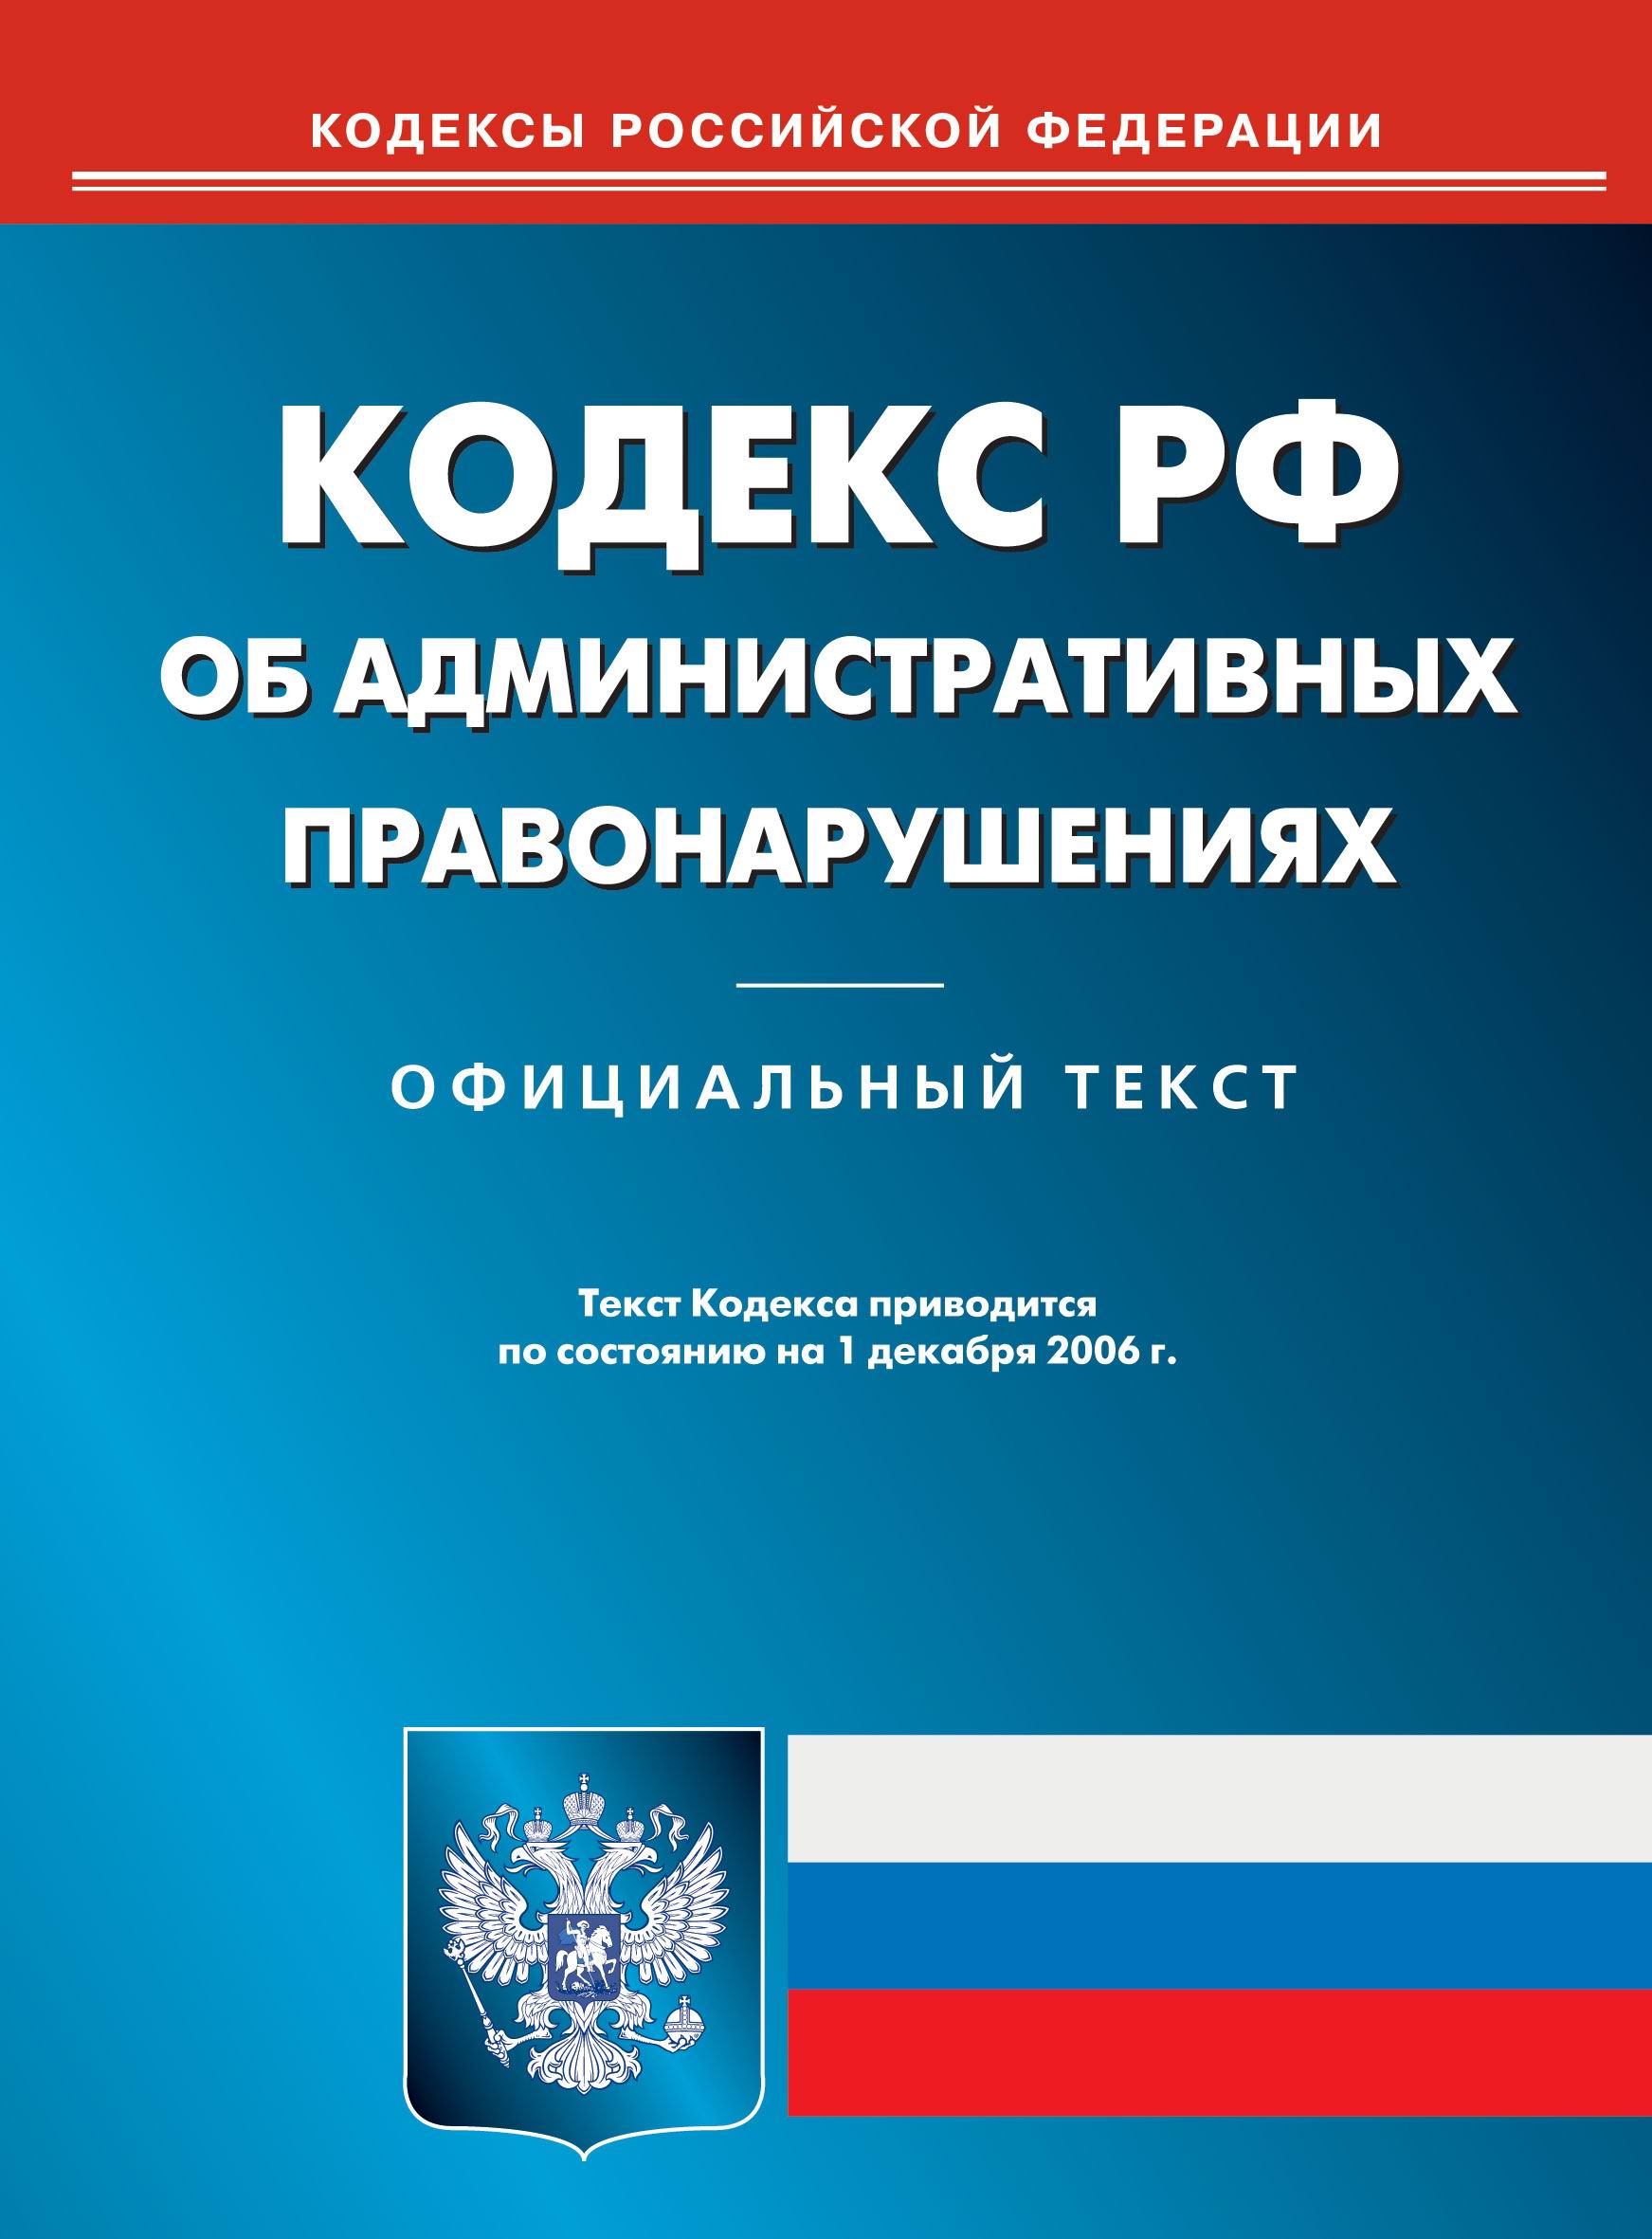 КОДЕКСЫ РОССИЙСКОЙ ФЕДЕРАЦИИ
КОДЕКС РФ
ОБ АДМИНИСТРАТИВНЫХ
ПРАВОНАРУШЕНИЯХ
ОФИЦИАЛЬНЫЙ ТЕКСТ
Текст Кодекса приводится
по состоянию на 1 декабря 2006 г.